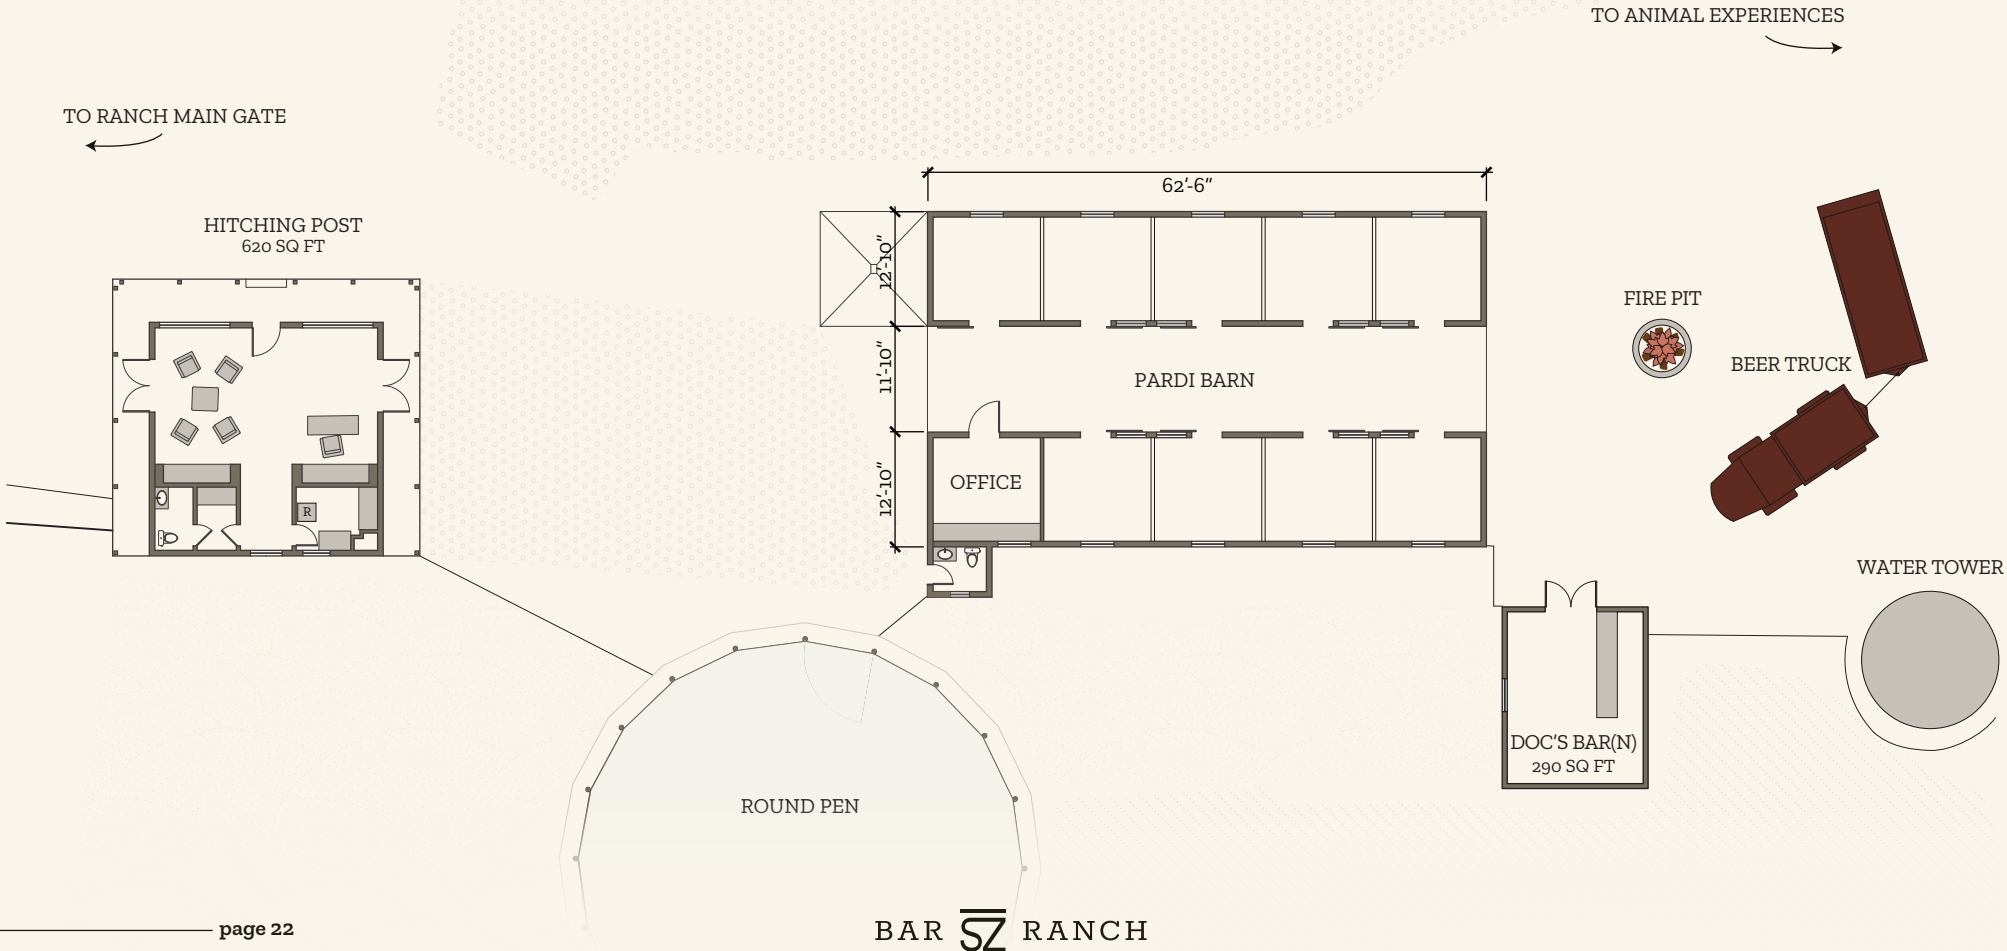 TO ANIMAL EXPERIENCES
TO RANCH MAIN GATE
62'-6"
HITCHING POST
620 SQ FT
12'-10"
FIRE PIT
11'-10"
PARDI BARN
BEER TRUCK
12'-10"
OFFICE
R
WATER TOWER
DOC'S BAR(N)
290 SQ FT
ROUND PEN
page 22
BAR SZ RANCH